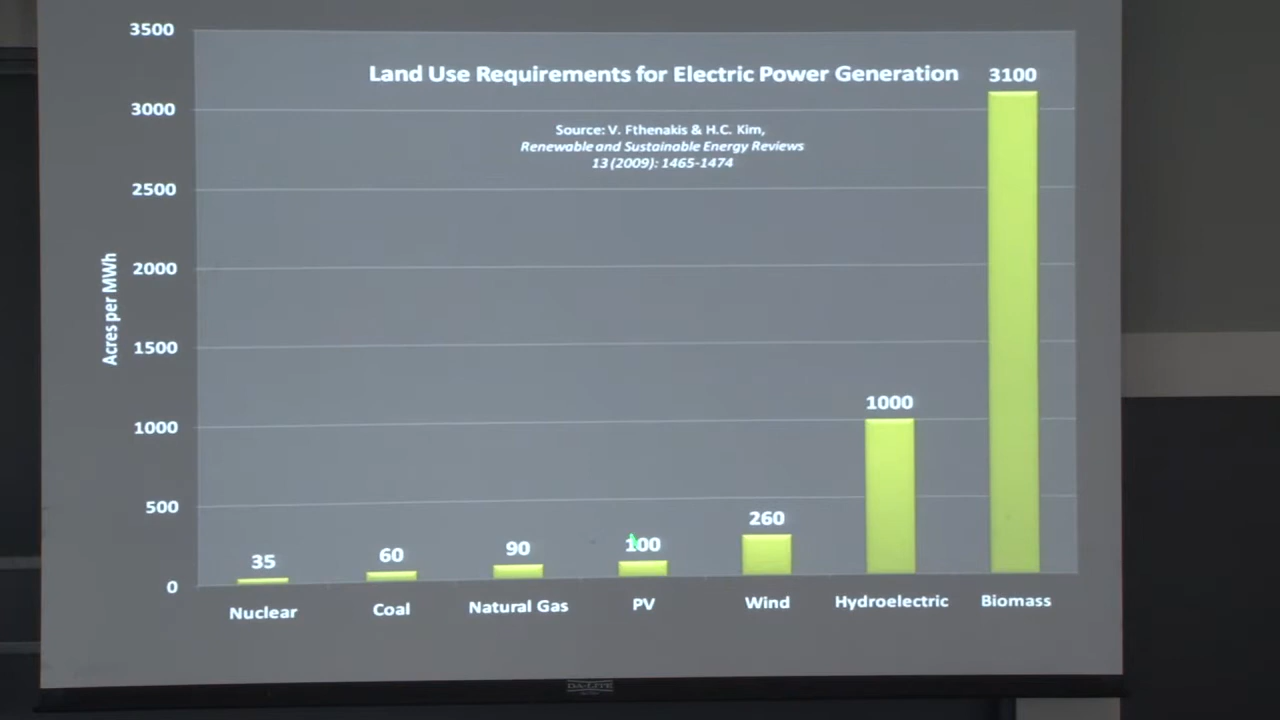 Land Use Requirements for Electric Power Generation
Source: V. Fthenakis & H.C. Kim,
Renewable and Sustainable Energy Reviews
13 (2009): 1465-1474
Acres per MWh
3500
3000
2500
2000
1500
1000
500
0
35
60
90
100
260
1000
3100
Nuclear
Coal
Natural Gas
PV
Wind
Hydroelectric
Biomass
DA-LITE